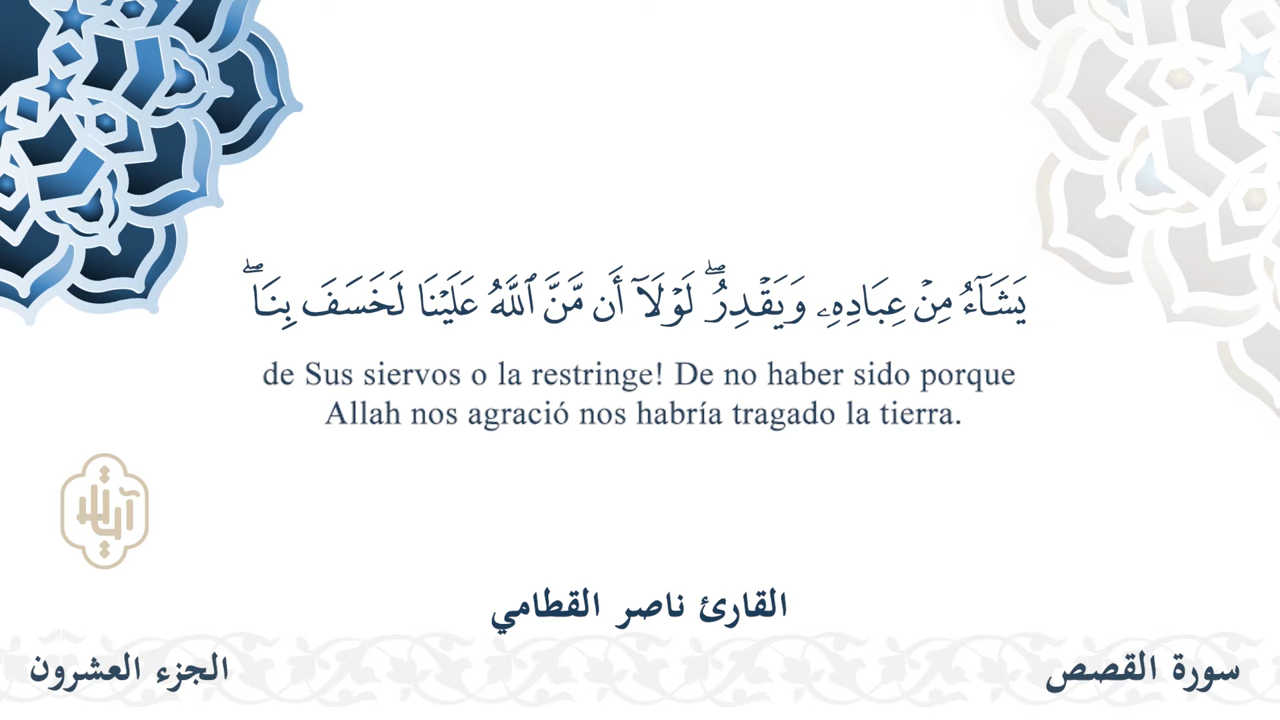 يَشَآءُ مِنۡ عِبَادِهِۦ وَيَقۡدِرُۖ لَوۡلَآ أَن مَّنَّ ٱللَّهُ عَلَيۡنَا لَخَسَفَ بِنَاۖ
de Sus siervos o la restringe! De no haber sido porque
Allah nos agració nos habría tragado la tierra.
القارئ ناصر القطامي
سورة القصص
الجزء العشرون